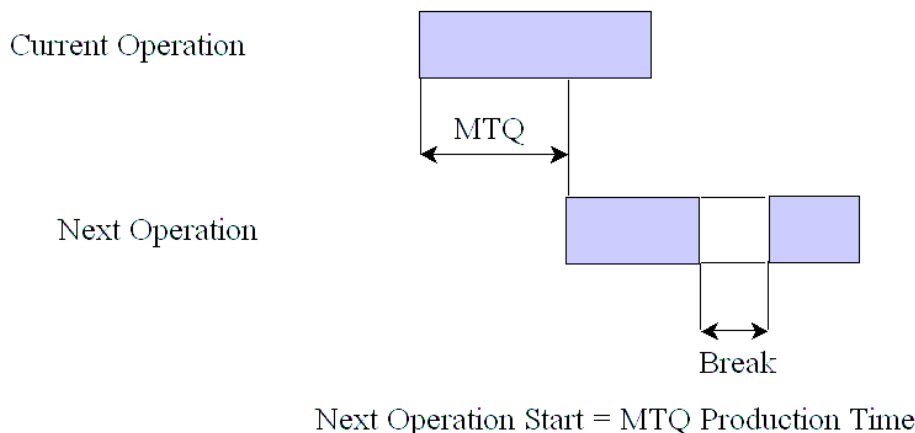 Current Operation
MTQ
Next Operation
Break
Next Operation Start = MTQ Production Time